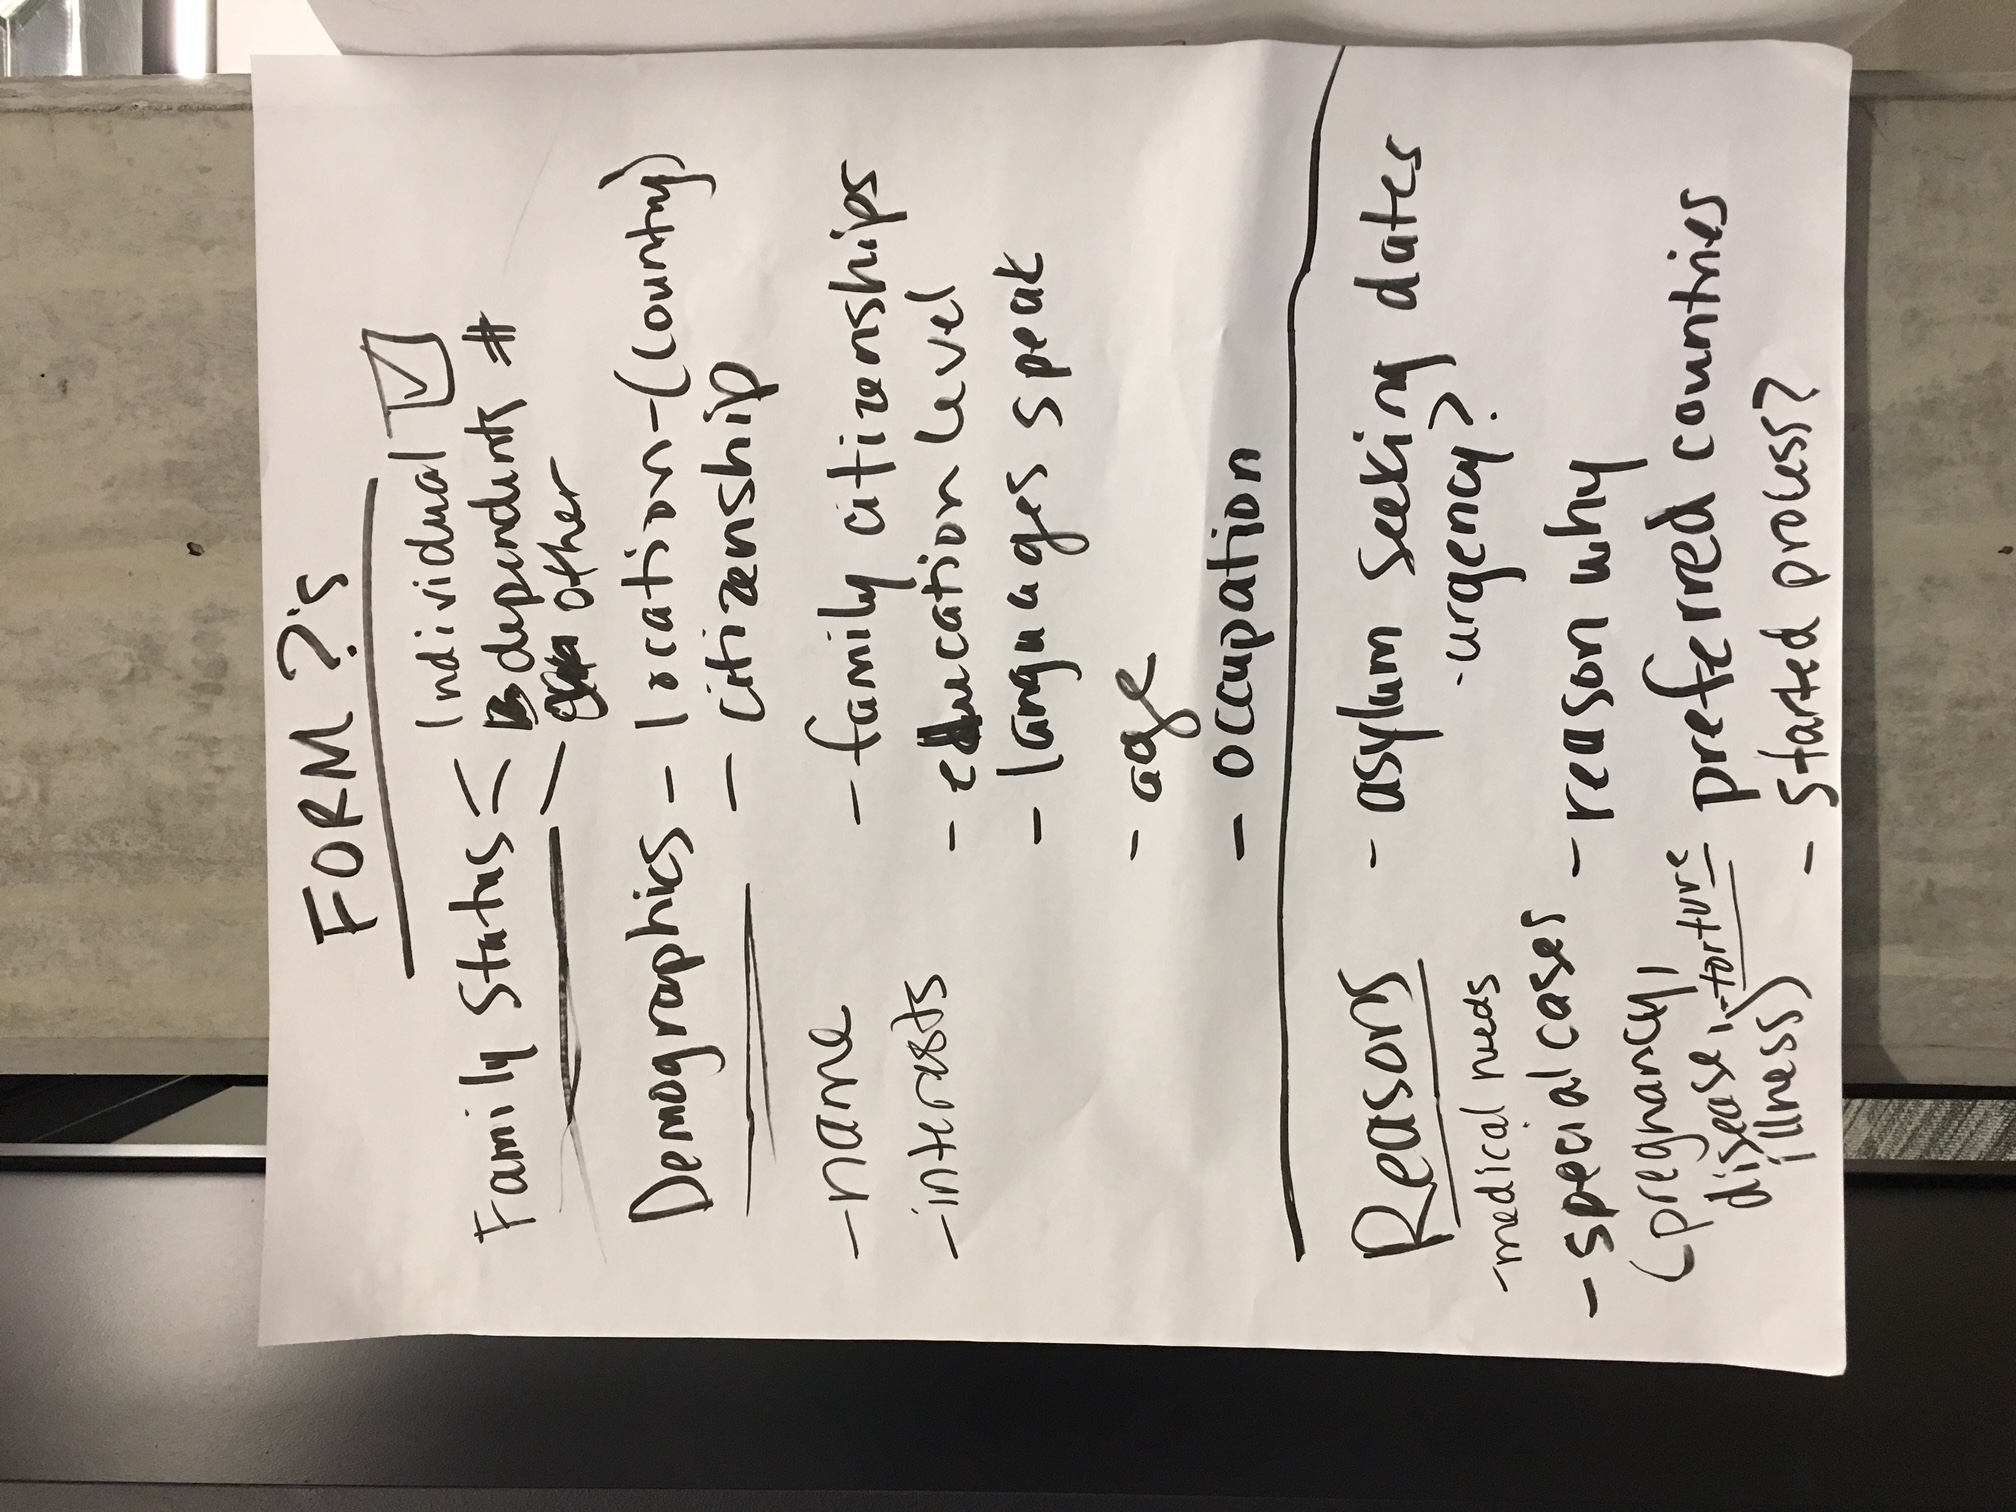 FORM ?'s
Family Status
Individual
dependents #
other
Demographics - location - (country)
- citizenship
- name
- interests
- family citizenships
- education level
- languages speak
- age
- occupation
Reasons
- medical needs
- special cases
(pregnancy,
disease, - torture
illness)
- asylum seeking dates
- urgency?
- reason why
preferred countries
- started process?